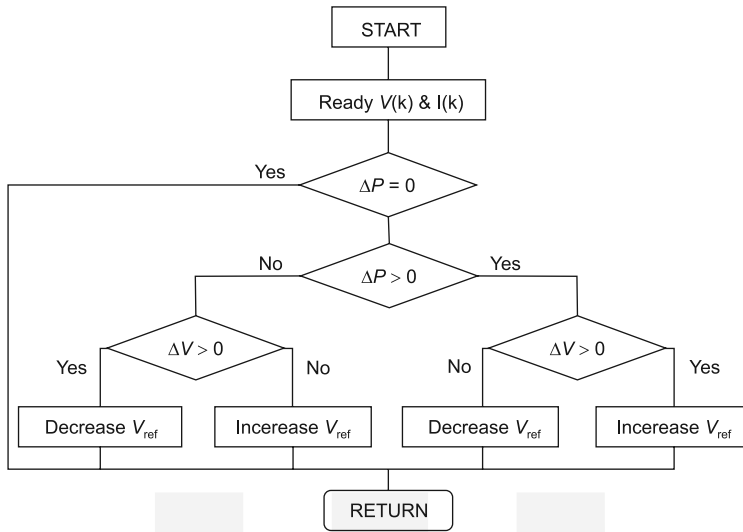 START
Ready V(k) & I(k)
Yes
ΔP = 0
No
ΔP > 0
Yes
ΔV > 0
ΔV > 0
Yes
No
No
Yes
Decrease Vref
Incerease Vref
Decrease Vref
Incerease Vref
RETURN